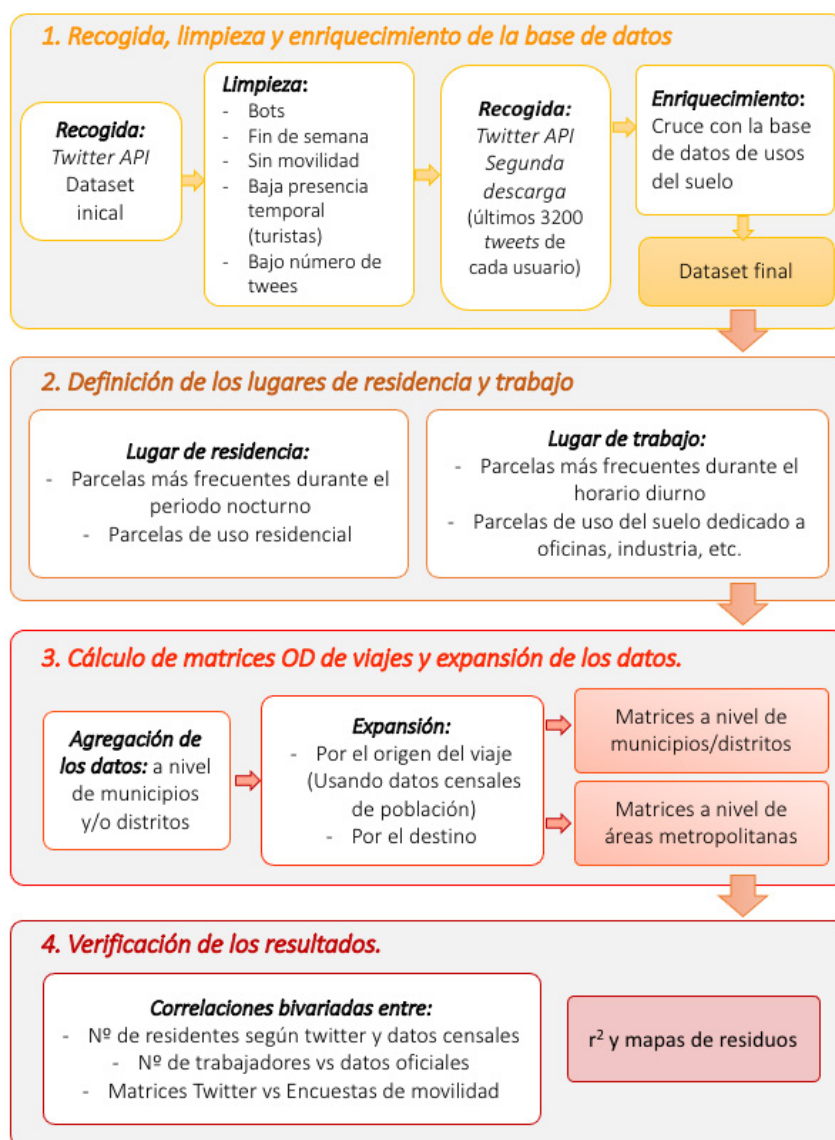 1. Recogida, limpieza y enriquecimiento de la base de datos
Recogida:
Twitter API
Dataset
inical
Limpieza:
- Bots
- Fin de semana
- Sin movilidad
- Baja presencia
temporal
(turistas)
- Bajo número de
twees
Recogida:
Twitter API
Segunda
descarga
(últimos 3200
tweets de
cada usuario)
Enriquecimiento:
Cruce con la base
de datos de usos
del suelo
Dataset final
2. Definición de los lugares de residencia y trabajo
Lugar de residencia:
- Parcelas más frecuentes durante el
periodo nocturno
- Parcelas de uso residencial
Lugar de trabajo:
- Parcelas más frecuentes durante el
horario diurno
- Parcelas de uso del suelo dedicado a
oficinas, industria, etc.
3. Cálculo de matrices OD de viajes y expansión de los datos.
Agregación de
los datos: a nivel
de municipios
y/o distritos
Expansión:
- Por el origen del viaje
(Usando datos censales
de población)
- Por el destino
Matrices a nivel de
municipios/distritos
Matrices a nivel de
áreas metropolitanas
4. Verificación de los resultados.
Correlaciones bivariadas entre:
- Nº de residentes según twitter y datos censales
- Nº de trabajadores vs datos oficiales
- Matrices Twitter vs Encuestas de movilidad
r² y mapas de residuos